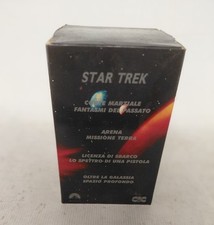 STAR TREK
CORTE MARZIALE
FANTASMI DEL PASSATO
ARENA
MISSIONE TERRA
LICENZA DI SBARCO
LO SPETTRO DI UNA PISTOLA
OLTRE LA GALASSIA
SPAZIO PROFONDO
CIC